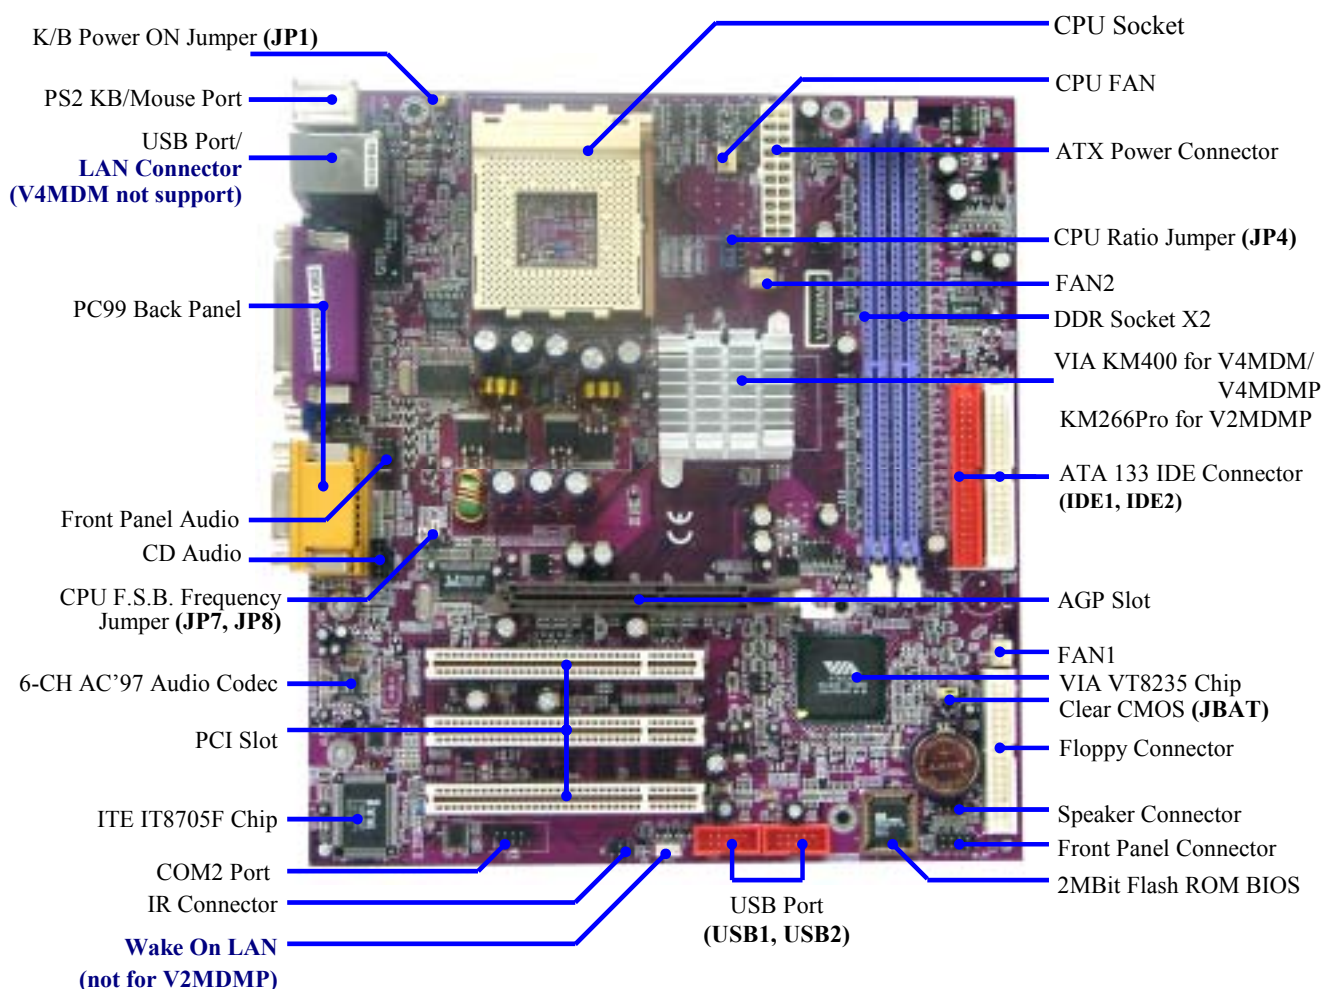 K/B Power ON Jumper (JP1)
PS2 KB/Mouse Port
USB Port/
LAN Connector
(V4MDM not support)
PC99 Back Panel
Front Panel Audio
CD Audio
CPU F.S.B. Frequency
Jumper (JP7, JP8)
6-CH AC’97 Audio Codec
PCI Slot
ITE IT8705F Chip
COM2 Port
IR Connector
Wake On LAN
(not for V2MDMP)
CPU Socket
CPU FAN
ATX Power Connector
CPU Ratio Jumper (JP4)
FAN2
DDR Socket X2
VIA KM400 for V4MDM/
V4MDMP
KM266Pro for V2MDMP
ATA 133 IDE Connector
(IDE1, IDE2)
AGP Slot
FAN1
VIA VT8235 Chip
Clear CMOS (JBAT)
Floppy Connector
Speaker Connector
Front Panel Connector
2MBit Flash ROM BIOS
USB Port
(USB1, USB2)
CE
VIA